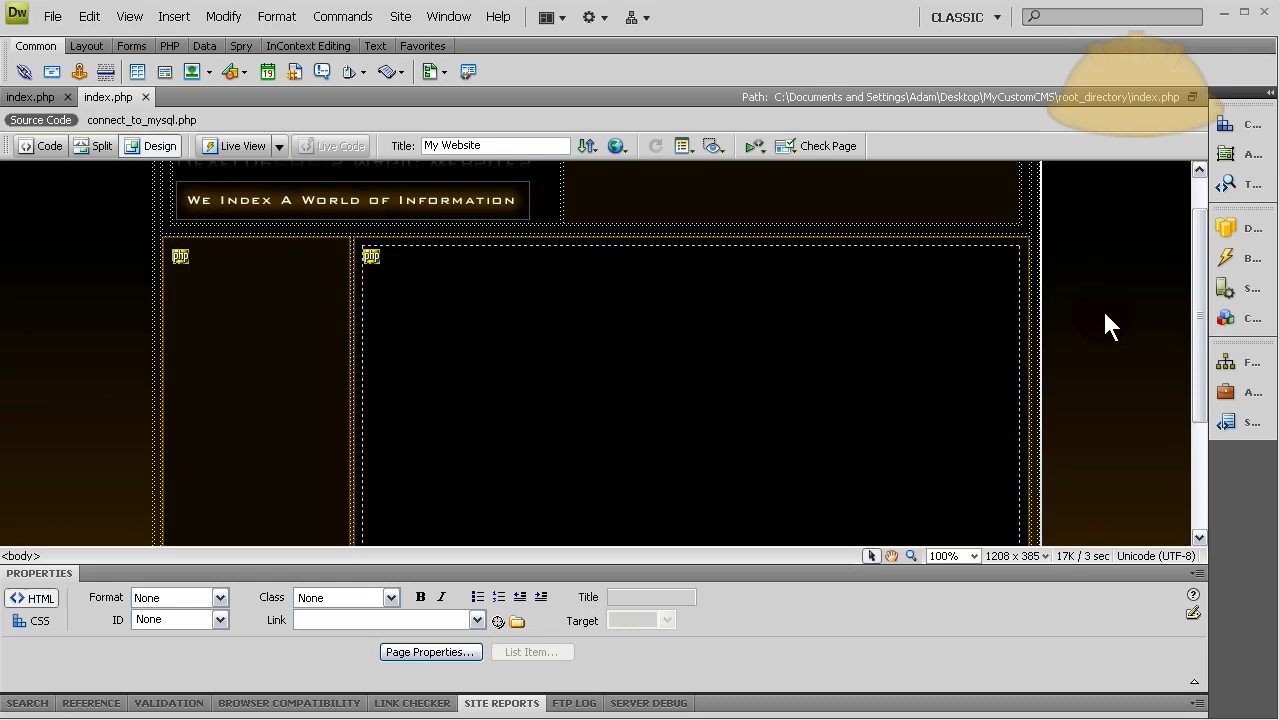 Dw File Edit View Insert Modify Format Commands Site Window Help CLASSIC
Common Layout Forms PHP Data Spry InContext Editing Text Favorites
index.php index.php Path: C:\Documents and Settings\Adam\Desktop\MyCustomCMS\root_directory\index.php
Source Code connect_to_mysql.php
Code Split Design Live View Live Code Title: My Website Check Page
We Index A World of Information
php php
C...
A...
T...
D...
B...
S...
C...
F...
A...
S...
<body> 100% 1208 x 385 17K / 3 sec Unicode (UTF-8)
PROPERTIES
HTML Format None Class None B I Title
CSS ID None Link Target
Page Properties... List Item...
SEARCH REFERENCE VALIDATION BROWSER COMPATIBILITY LINK CHECKER SITE REPORTS FTP LOG SERVER DEBUG